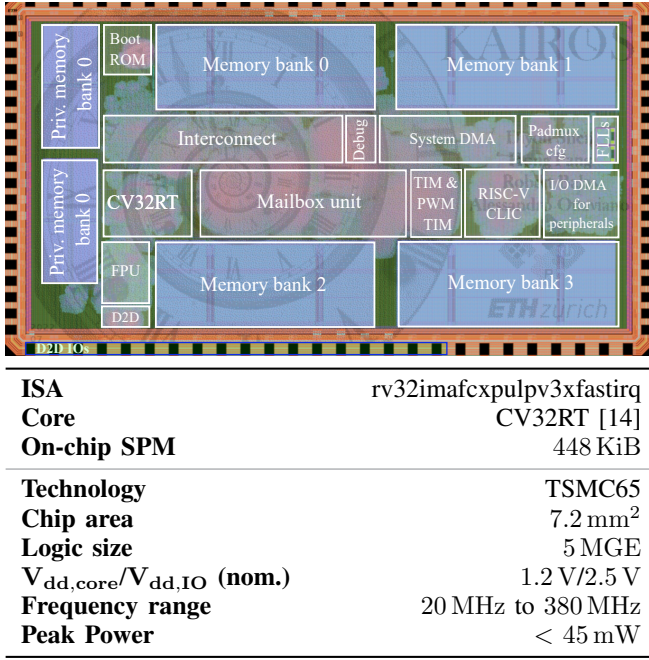 KAIROS
Boot
ROM
Priv. memory
bank 0
Memory bank 0
Memory bank 1
Interconnect
Debug
System DMA
Padmux
cfg
FLLs
Priv. memory
bank 0
CV32RT
Mailbox unit
TIM &
PWM
TIM
RISC-V
CLIC
I/O DMA
for
peripherals
FPU
Memory bank 2
Memory bank 3
ETH zürich
D2D
D2D IOs
ISA rv32imafcxpulpv3xfastirq
Core CV32RT [14]
On-chip SPM 448 KiB
Technology TSMC65
Chip area 7.2 mm²
Logic size 5 MGE
V_dd,core/V_dd,IO (nom.) 1.2 V/2.5 V
Frequency range 20 MHz to 380 MHz
Peak Power < 45 mW